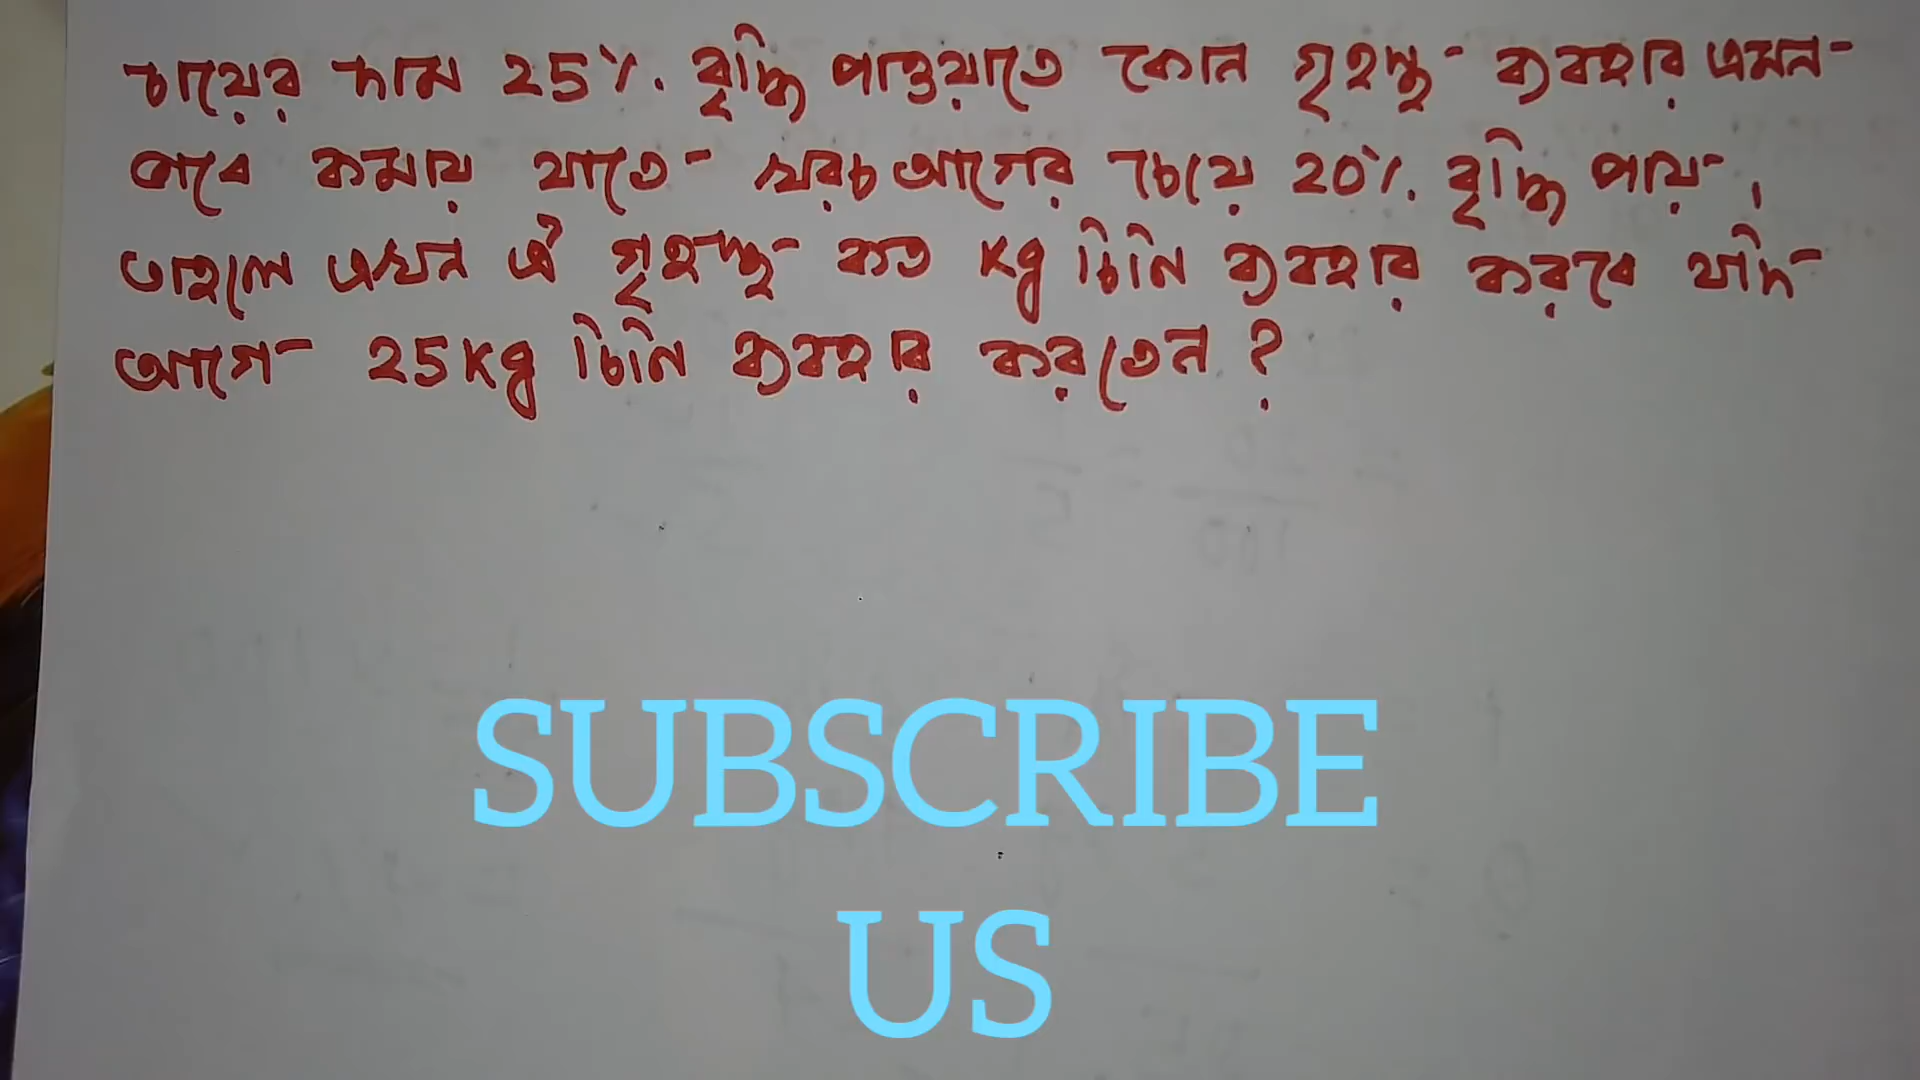 চায়ের দাম 25%. বৃদ্ধি পাওয়াতে কোন গৃহস্থ ব্যবহার এমন
ভাবে কমায় যাতে খরচ আগের চেয়ে 20%. বৃদ্ধি পায় ,
তাহলে এখন ঐ গৃহস্থ কত Kg চিনি ব্যবহার করবে যদি
আগে 25Kg চিনি ব্যবহার করতেন ?
SUBSCRIBE
US